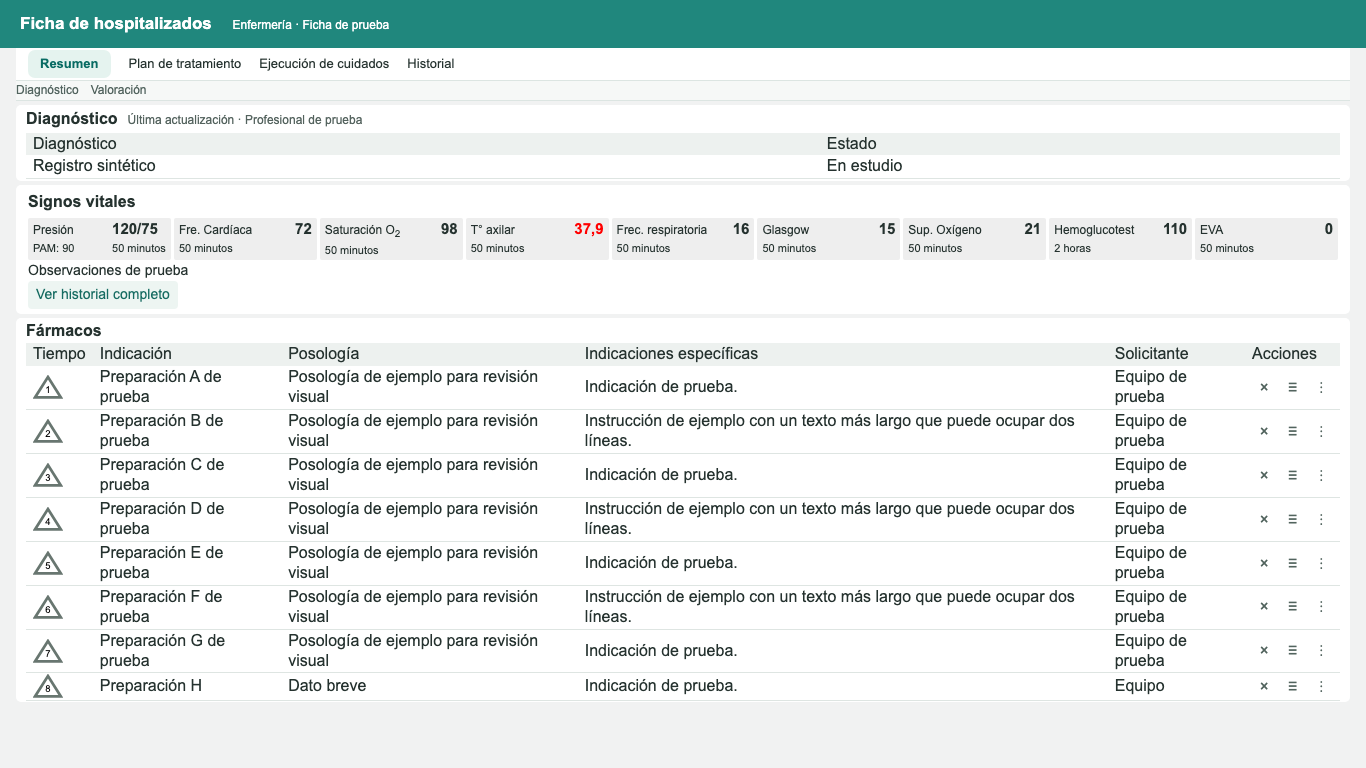 Ficha de hospitalizados Enfermería · Ficha de prueba
Resumen Plan de tratamiento Ejecución de cuidados Historial
Diagnóstico Valoración
Diagnóstico Última actualización · Profesional de prueba
Diagnóstico Estado
Registro sintético En estudio
Signos vitales
Presión 120/75 Fre. Cardíaca 72 Saturación O2 98 T° axilar 37,9 Frec. respiratoria 16 Glasgow 15 Sup. Oxígeno 21 Hemoglucotest 110 EVA 0
PAM: 90 50 minutos 50 minutos 50 minutos 50 minutos 50 minutos 50 minutos 50 minutos 2 horas 50 minutos
Observaciones de prueba
Ver historial completo
Fármacos
Tiempo Indicación Posología Indicaciones específicas Solicitante Acciones
1 Preparación A de prueba Posología de ejemplo para revisión visual Indicación de prueba. Equipo de prueba × ☰ ⋮
2 Preparación B de prueba Posología de ejemplo para revisión visual Instrucción de ejemplo con un texto más largo que puede ocupar dos líneas. Equipo de prueba × ☰ ⋮
3 Preparación C de prueba Posología de ejemplo para revisión visual Indicación de prueba. Equipo de prueba × ☰ ⋮
4 Preparación D de prueba Posología de ejemplo para revisión visual Instrucción de ejemplo con un texto más largo que puede ocupar dos líneas. Equipo de prueba × ☰ ⋮
5 Preparación E de prueba Posología de ejemplo para revisión visual Indicación de prueba. Equipo de prueba × ☰ ⋮
6 Preparación F de prueba Posología de ejemplo para revisión visual Instrucción de ejemplo con un texto más largo que puede ocupar dos líneas. Equipo de prueba × ☰ ⋮
7 Preparación G de prueba Posología de ejemplo para revisión visual Indicación de prueba. Equipo de prueba × ☰ ⋮
8 Preparación H Dato breve Indicación de prueba. Equipo × ☰ ⋮